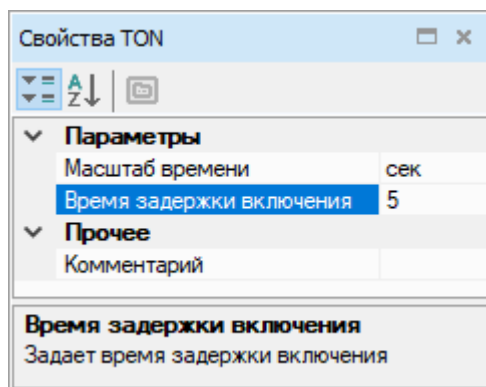 Свойства TON
Параметры
Масштаб времени сек
Время задержки включения 5
Прочее
Комментарий
Время задержки включения
Задает время задержки включения